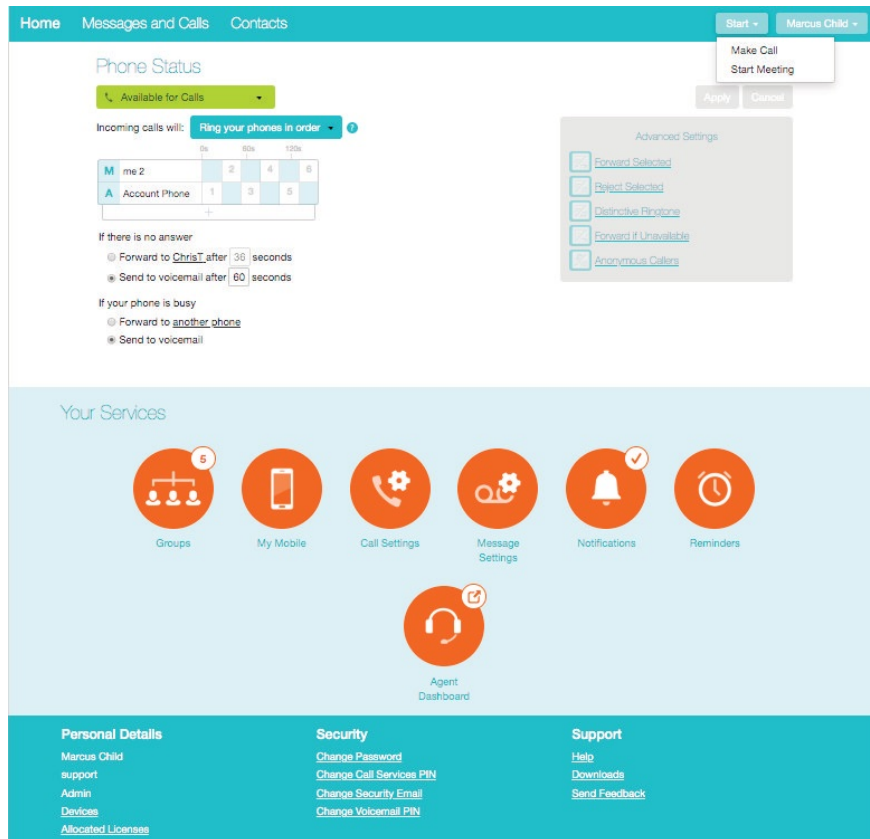 Home Messages and Calls Contacts Start Marcus Child
Make Call
Start Meeting
Phone Status
Available for Calls
Apply Cancel
Incoming calls will: Ring your phones in order ?
0s 60s 120s
M me 2 2 4 6
A Account Phone 1 3 5
+
If there is no answer
Forward to ChrisT after 36 seconds
Send to voicemail after 60 seconds
If your phone is busy
Forward to another phone
Send to voicemail
Advanced Settings
Forward Selected
Reject Selected
Distinctive Ringtone
Forward If Unavailable
Anonymous Callers
Your Services
5
Groups
My Mobile
Call Settings
Message
Settings
Notifications
Reminders
Agent
Dashboard
Personal Details
Marcus Child
support
Admin
Devices
Allocated Licenses
Security
Change Password
Change Call Services PIN
Change Security Email
Change Voicemail PIN
Support
Help
Downloads
Send Feedback